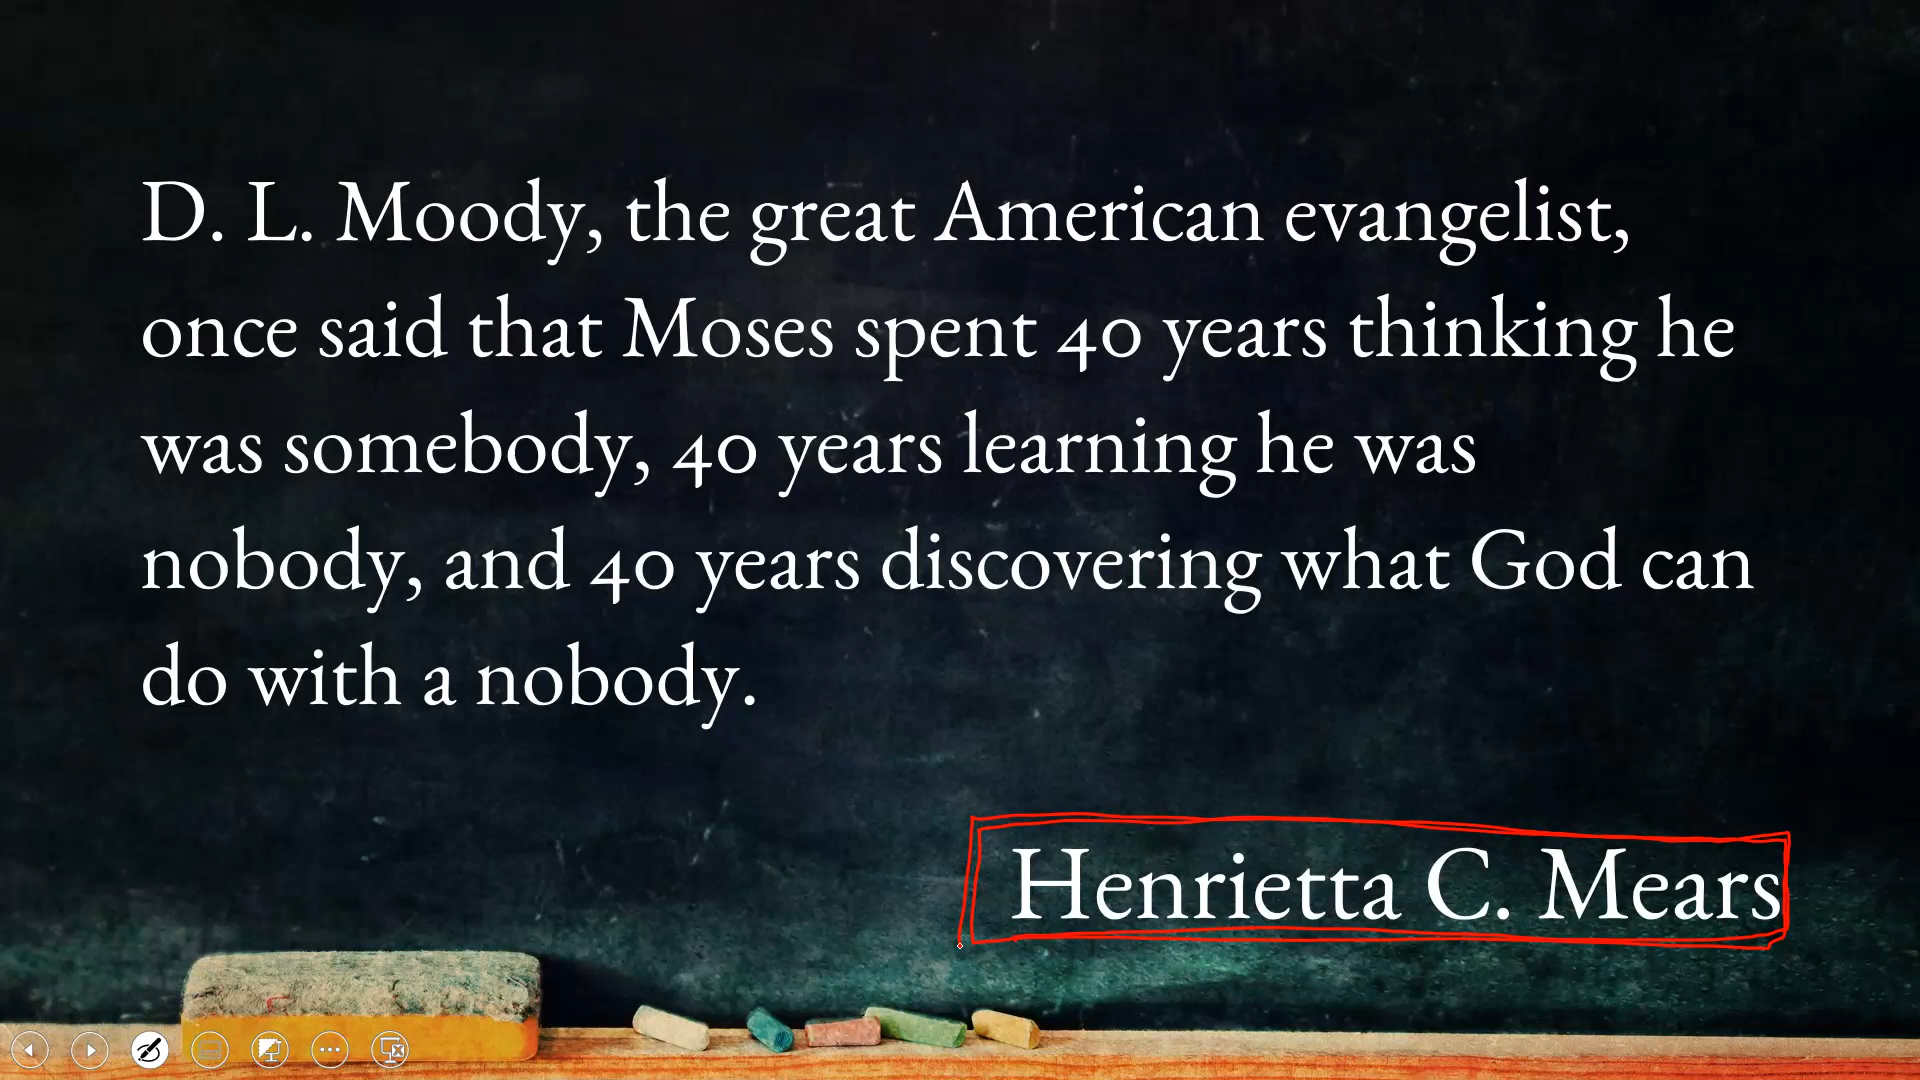 D. L. Moody, the great American evangelist,
once said that Moses spent 40 years thinking he
was somebody, 40 years learning he was
nobody, and 40 years discovering what God can
do with a nobody.
Henrietta C. Mears